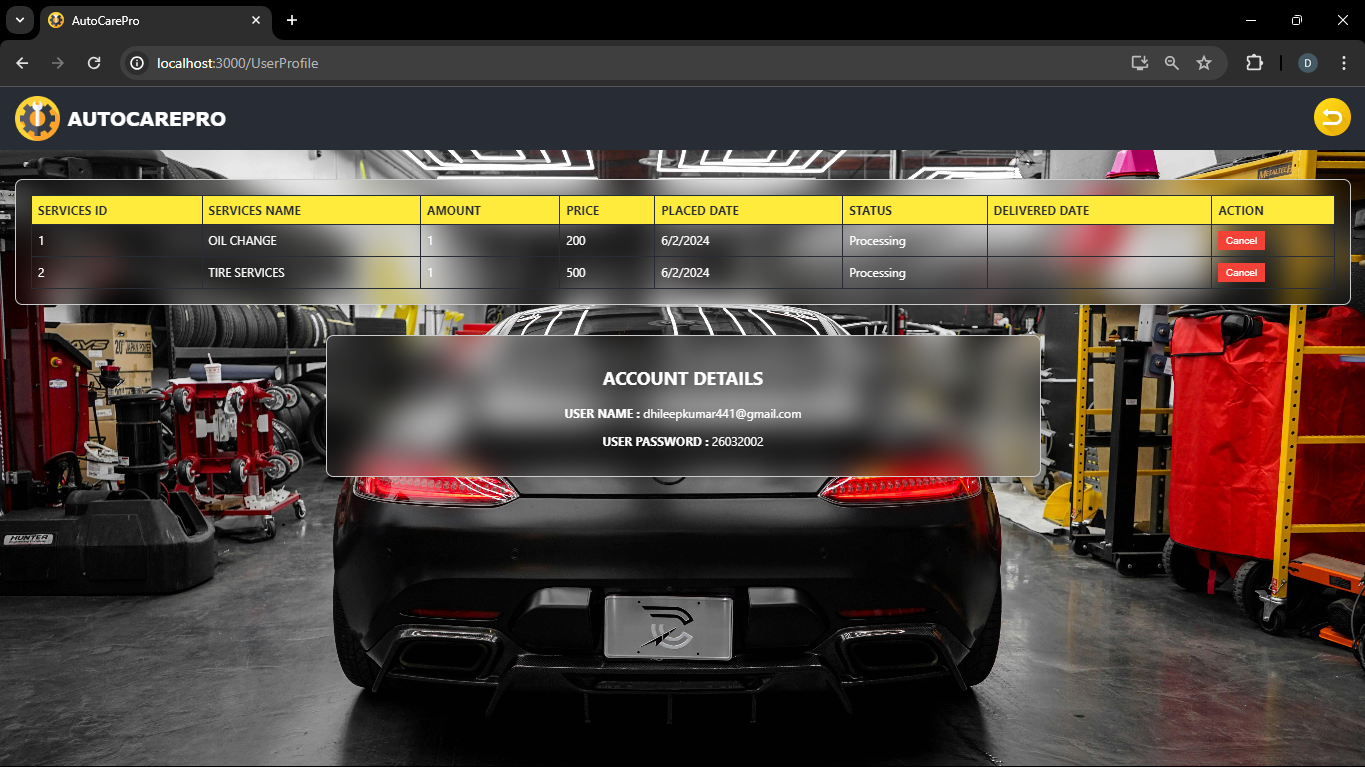 AutoCarePro
localhost:3000/UserProfile
D
AUTOCAREPRO
METALTECH
SERVICES ID SERVICES NAME AMOUNT PRICE PLACED DATE STATUS DELIVERED DATE ACTION
1 OIL CHANGE 1 200 6/2/2024 Processing Cancel
2 TIRE SERVICES 1 500 6/2/2024 Processing Cancel
ACCOUNT DETAILS
USER NAME : dhileepkumar441@gmail.com
USER PASSWORD : 26032002
HUNTER